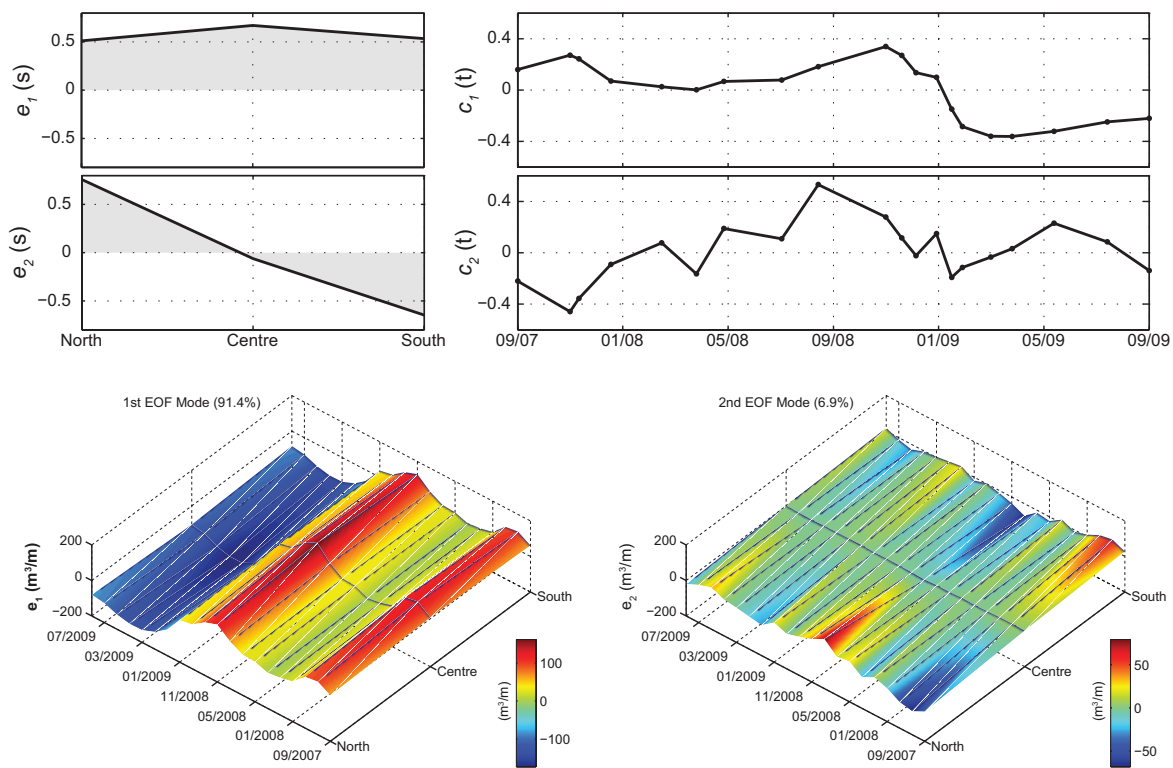 e1 (s)
0.5
0
−0.5
c1 (t)
0.4
0
−0.4
e2 (s)
0.5
0
−0.5
North
Centre
South
c2 (t)
0.4
0
−0.4
09/07
01/08
05/08
09/08
01/09
05/09
09/09
1st EOF Mode (91.4%)
e1 (m³/m)
200
0
−200
07/2009
03/2009
01/2009
11/2008
05/2008
01/2008
09/2007
South
Centre
North
(m³/m)
100
0
−100
2nd EOF Mode (6.9%)
e2 (m³/m)
200
0
−200
07/2009
03/2009
01/2009
11/2008
05/2008
01/2008
09/2007
South
Centre
North
(m³/m)
50
0
−50